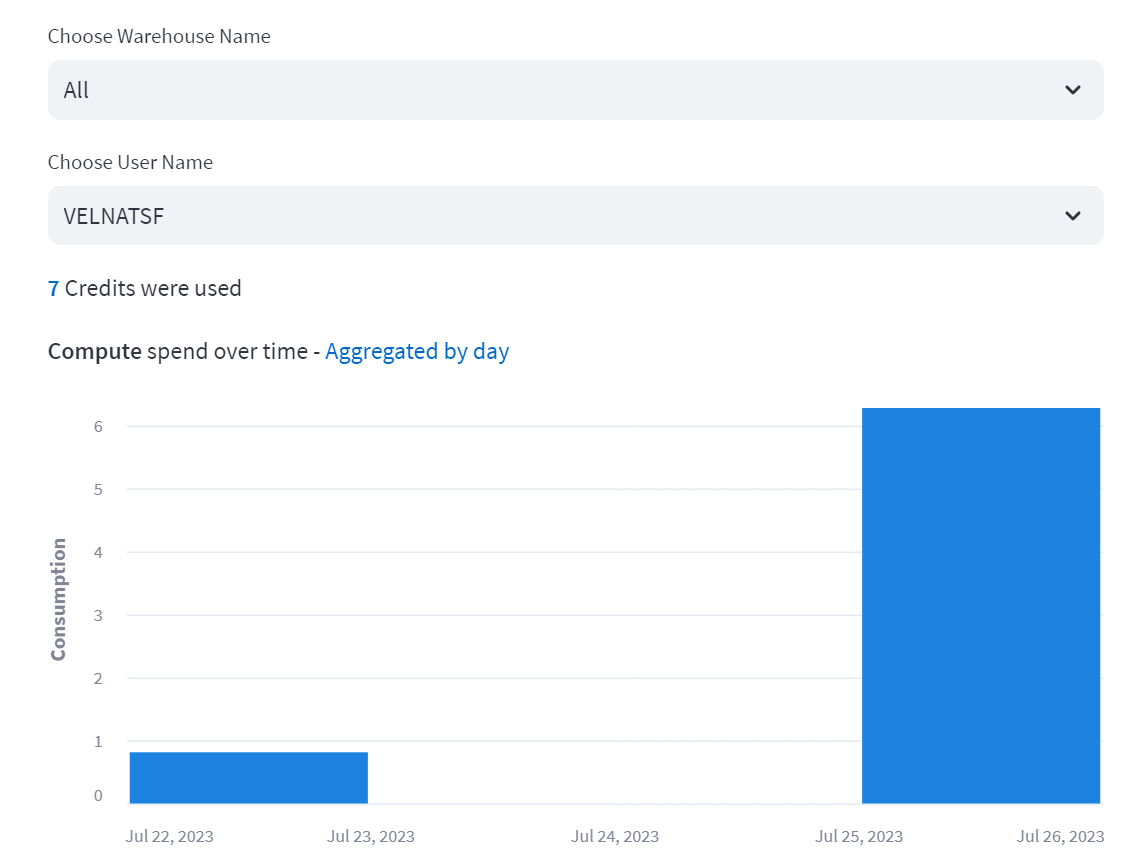 Choose Warehouse Name
All
Choose User Name
VELNATSF
7 Credits were used
Compute spend over time - Aggregated by day
6
5
4
3
2
1
0
Consumption
Jul 22, 2023
Jul 23, 2023
Jul 24, 2023
Jul 25, 2023
Jul 26, 2023